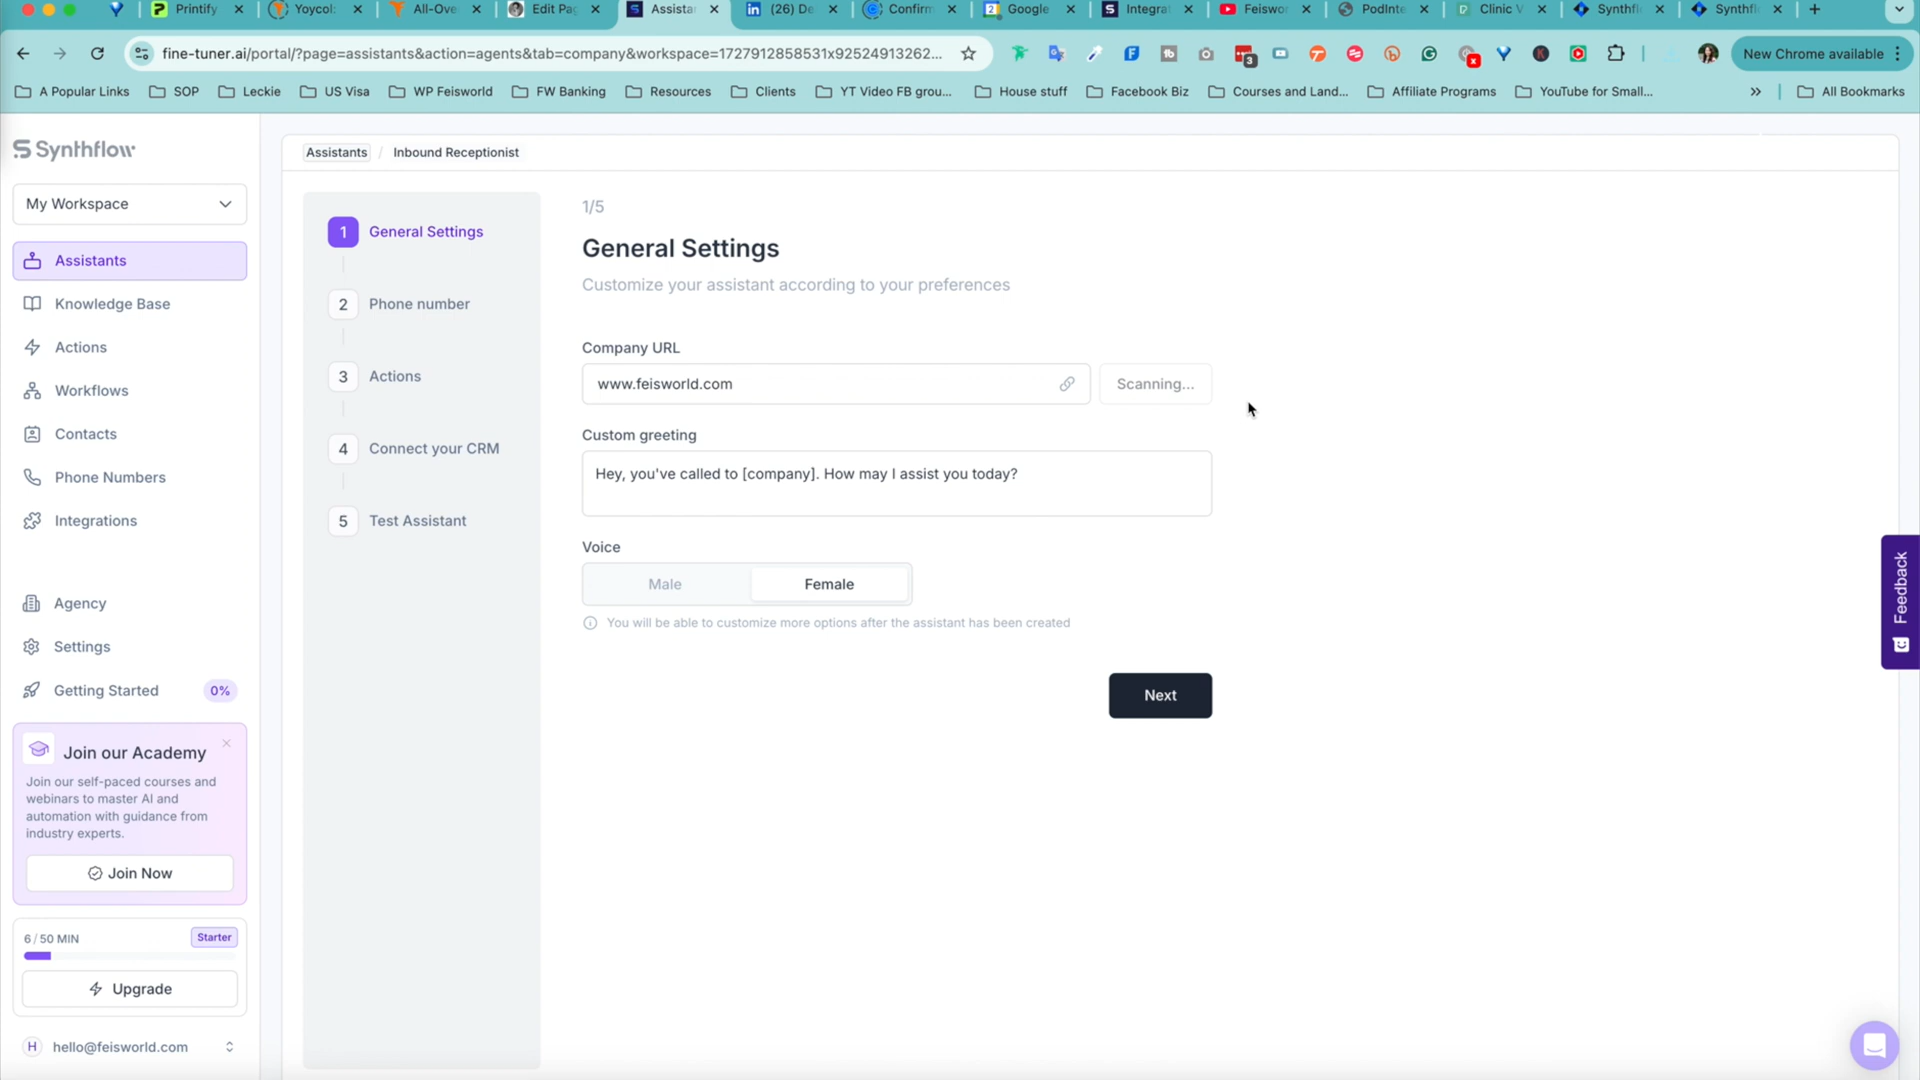 Printify
Yoycol:
All-Ove
Edit Pag
Assista
(26) De
Confirm
Google
Integrat
Feiswor
PodInte
Clinic V
Synthfl
Synthfl
fine-tuner.ai/portal/?page=assistants&action=agents&tab=company&workspace=1727912858531x92524913262...
New Chrome available
A Popular Links
SOP
Leckie
US Visa
WP Feisworld
FW Banking
Resources
Clients
YT Video FB grou...
House stuff
Facebook Biz
Courses and Land...
Affiliate Programs
YouTube for Small...
All Bookmarks
Synthflow
My Workspace
Assistants
Knowledge Base
Actions
Workflows
Contacts
Phone Numbers
Integrations
Agency
Settings
Getting Started
0%
Join our Academy
Join our self-paced courses and
webinars to master AI and
automation with guidance from
industry experts.
Join Now
6 / 50 MIN
Starter
Upgrade
H
hello@feisworld.com
Assistants / Inbound Receptionist
1 General Settings
2 Phone number
3 Actions
4 Connect your CRM
5 Test Assistant
1/5
General Settings
Customize your assistant according to your preferences
Company URL
www.feisworld.com
Scanning...
Custom greeting
Hey, you've called to [company]. How may I assist you today?
Voice
Male
Female
You will be able to customize more options after the assistant has been created
Next
Feedback